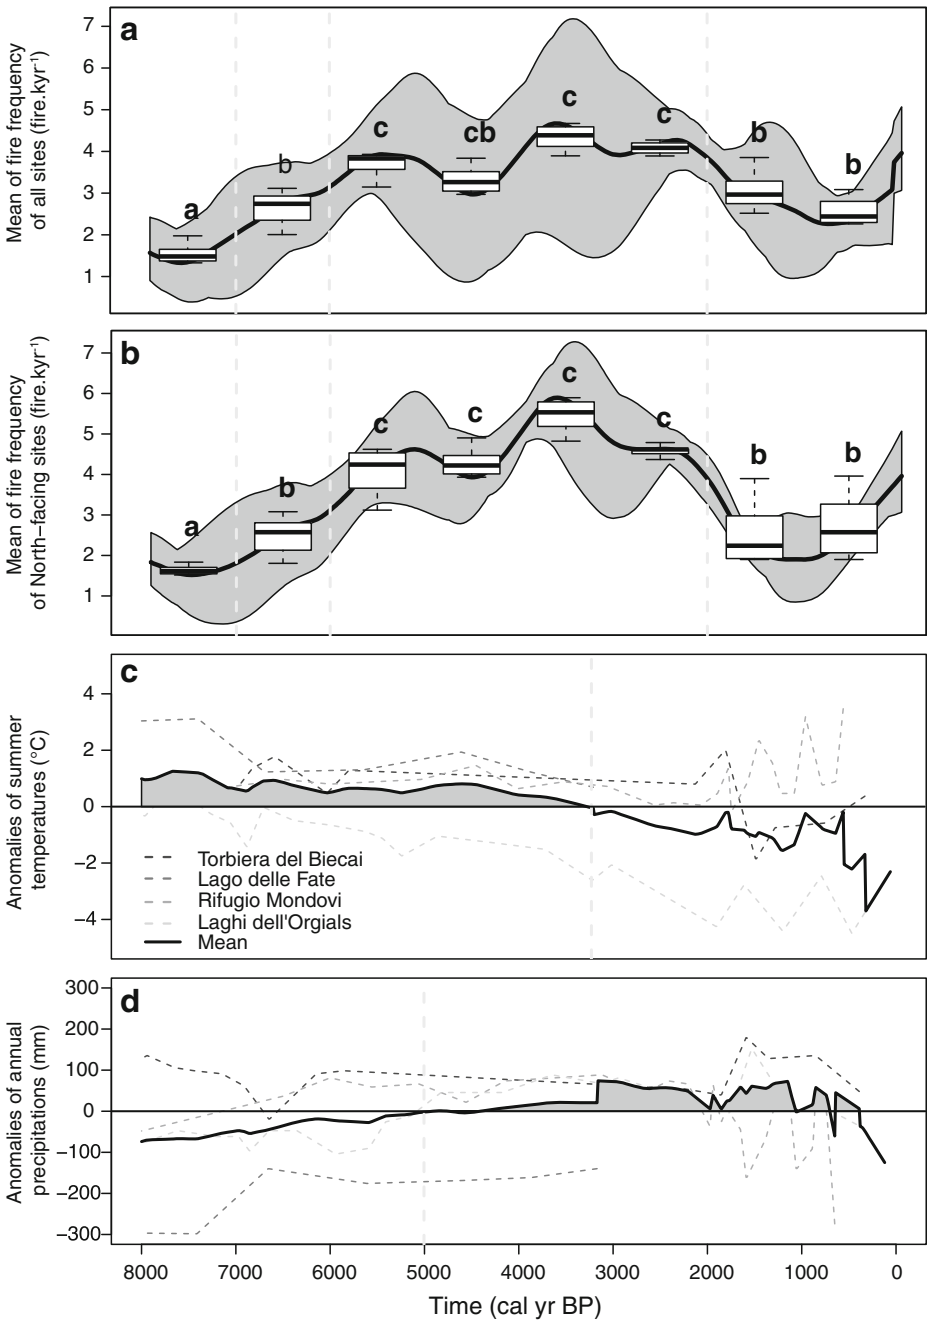 a
Mean of fire frequency
of all sites (fire.kyr⁻¹)
7
6
5
4
3
2
1
a
b
c
cb
c
c
b
b
b
Mean of fire frequency
of North−facing sites (fire.kyr⁻¹)
7
6
5
4
3
2
1
a
b
c
c
c
c
b
b
c
Anomalies of summer
temperatures (°C)
4
2
0
−2
−4
Torbiera del Biecai
Lago delle Fate
Rifugio Mondovi
Laghi dell'Orgials
Mean
d
Anomalies of annual
precipitations (mm)
300
200
100
0
−100
−200
−300
8000 7000 6000 5000 4000 3000 2000 1000 0
Time (cal yr BP)